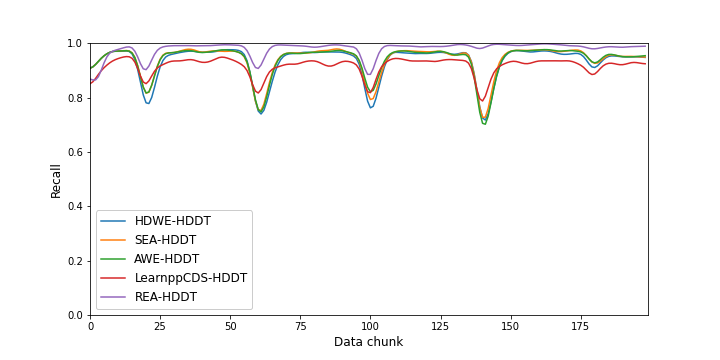 1.0
0.8
0.6
0.4
0.2
0.0
Recall
HDWE-HDDT
SEA-HDDT
AWE-HDDT
LearnppCDS-HDDT
REA-HDDT
0 25 50 75 100 125 150 175
Data chunk